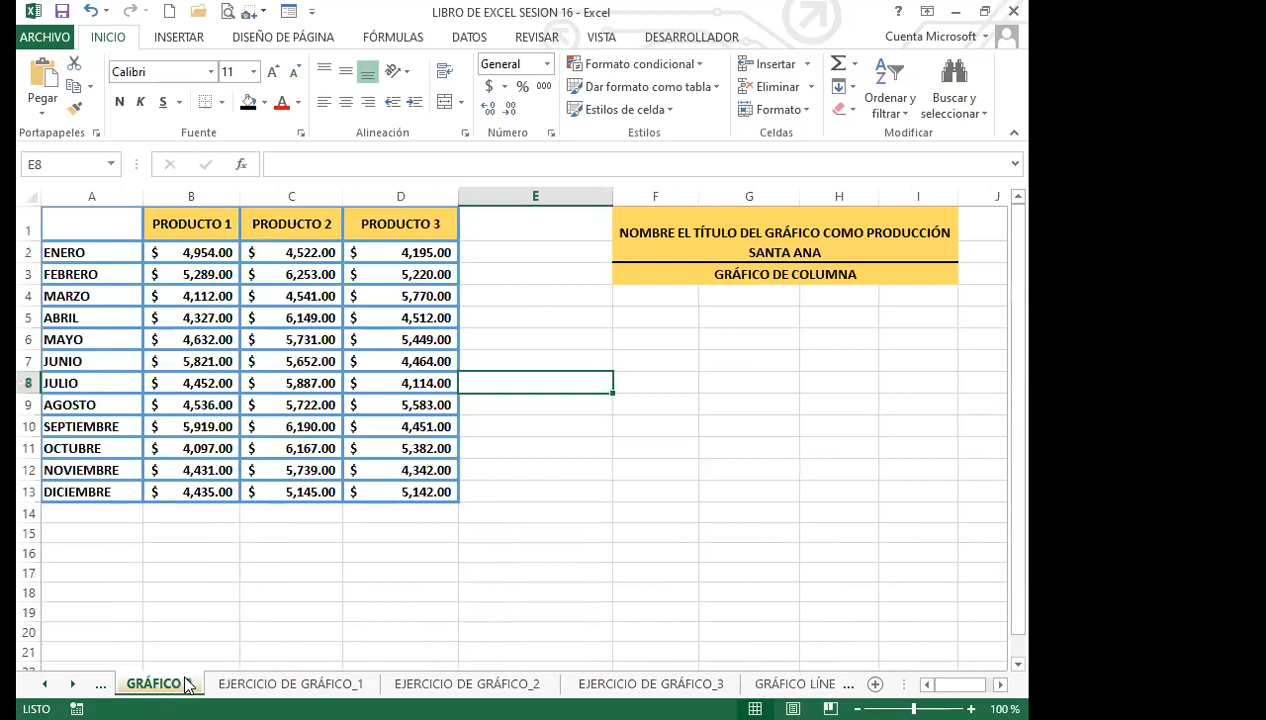 LIBRO DE EXCEL SESION 16 - Excel
ARCHIVO INICIO INSERTAR DISEÑO DE PÁGINA FÓRMULAS DATOS REVISAR VISTA DESARROLLADOR Cuenta Microsoft
Pegar
Calibri 11
N K S
General
$ % 000
Formato condicional
Dar formato como tabla
Estilos de celda
Insertar
Eliminar
Formato
Ordenar y filtrar
Buscar y seleccionar
Portapapeles Fuente Alineación Número Estilos Celdas Modificar
E8 fx
A B C D E F G H I J
1 PRODUCTO 1 PRODUCTO 2 PRODUCTO 3
NOMBRE EL TÍTULO DEL GRÁFICO COMO PRODUCCIÓN
SANTA ANA
2 ENERO $ 4,954.00 $ 4,522.00 $ 4,195.00
3 FEBRERO $ 5,289.00 $ 6,253.00 $ 5,220.00 GRÁFICO DE COLUMNA
4 MARZO $ 4,112.00 $ 4,541.00 $ 5,770.00
5 ABRIL $ 4,327.00 $ 6,149.00 $ 4,512.00
6 MAYO $ 4,632.00 $ 5,731.00 $ 5,449.00
7 JUNIO $ 5,821.00 $ 5,652.00 $ 4,464.00
8 JULIO $ 4,452.00 $ 5,887.00 $ 4,114.00
9 AGOSTO $ 4,536.00 $ 5,722.00 $ 5,583.00
10 SEPTIEMBRE $ 5,919.00 $ 6,190.00 $ 4,451.00
11 OCTUBRE $ 4,097.00 $ 6,167.00 $ 5,382.00
12 NOVIEMBRE $ 4,431.00 $ 5,739.00 $ 4,342.00
13 DICIEMBRE $ 4,435.00 $ 5,145.00 $ 5,142.00
14
15
16
17
18
19
20
21
... GRÁFICO EJERCICIO DE GRÁFICO_1 EJERCICIO DE GRÁFICO_2 EJERCICIO DE GRÁFICO_3 GRÁFICO LÍNE ...
LISTO 100 %